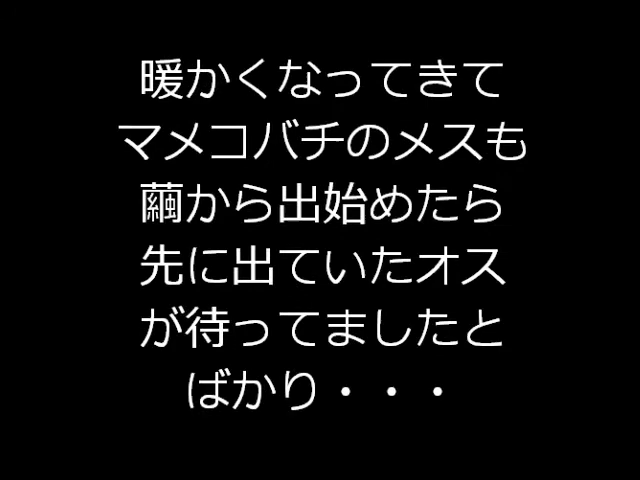 暖かくなってきて
マメコバチのメスも
繭から出始めたら
先に出ていたオス
が待ってましたと
ばかり・・・